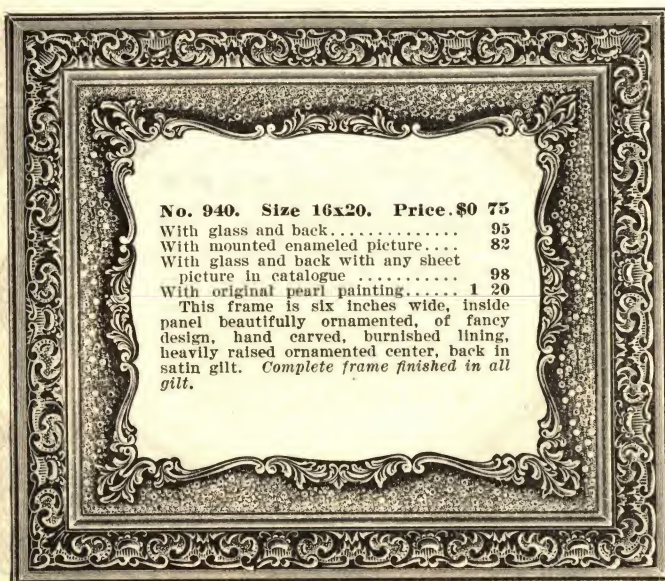 No. 940. Size 16x20. Price.$0 75
With glass and back.............. 95
With mounted enameled picture.... 82
With glass and back with any sheet
picture in catalogue ........... 98
With original pearl painting...... 1 20
This frame is six inches wide, inside
panel beautifully ornamented, of fancy
design, hand carved, burnished lining,
heavily raised ornamented center, back in
satin gilt. Complete frame finished in all
gilt.